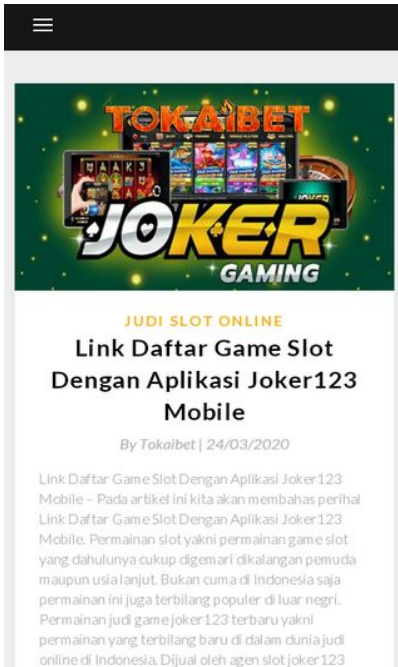 TOKAIBET
JOKER
GAMING
JUDI SLOT ONLINE
Link Daftar Game Slot
Dengan Aplikasi Joker123
Mobile
By Tokaibet | 24/03/2020
Link Daftar Game Slot Dengan Aplikasi Joker123
Mobile – Pada artikel ini kita akan membahas perihal
Link Daftar Game Slot Dengan Aplikasi Joker123
Mobile. Permainan slot yakni permainan game slot
yang dahulunya cukup digemari dikalangan pemuda
maupun usia lanjut. Bukan cuma di Indonesia saja
permainan ini juga terbilang populer di luar negri.
Permainan judi game joker123 terbaru yakni
permainan yang terbilang baru di dalam dunia judi
online di Indonesia. Dijual oleh agen slot joker123